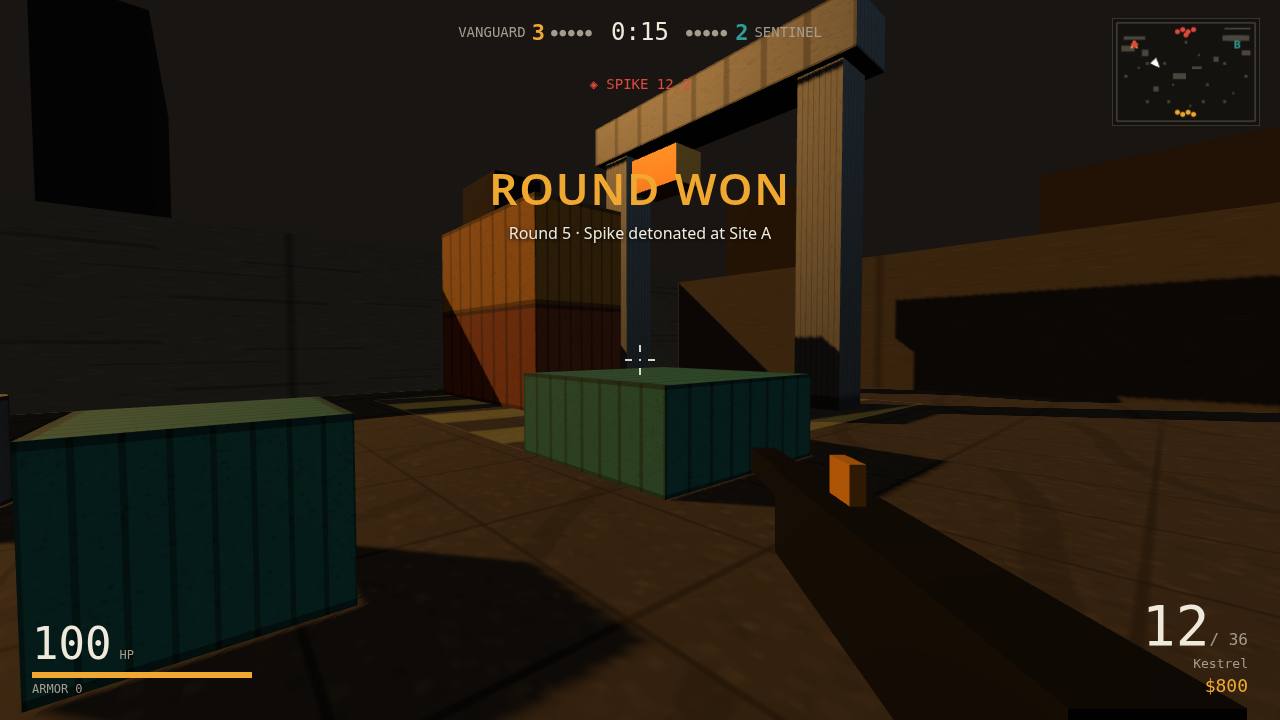 VANGUARD 3 0:15 2 SENTINEL
◈ SPIKE 12
A B
ROUND WON
Round 5 · Spike detonated at Site A
100 HP
ARMOR 0
12 / 36
Kestrel
$800